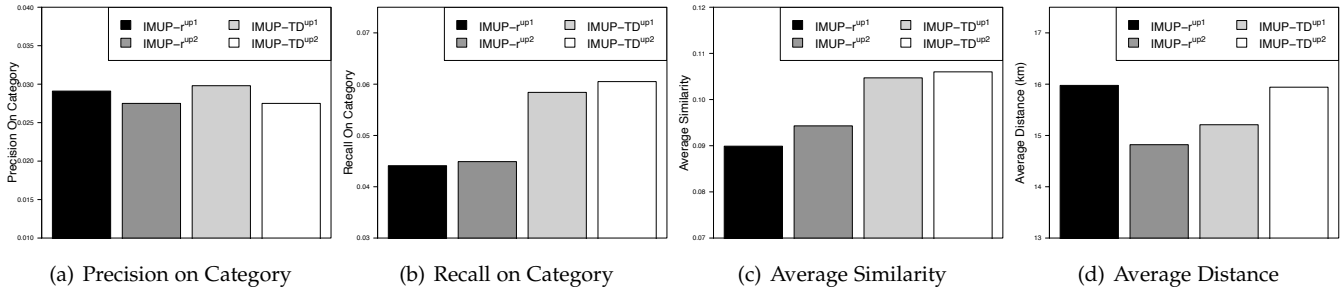 Precision On Category
0.010 0.015 0.020 0.025 0.030 0.035 0.040
IMUP−r^up1 IMUP−TD^up1
IMUP−r^up2 IMUP−TD^up2
(a) Precision on Category
Recall On Category
0.03 0.04 0.05 0.06 0.07
IMUP−r^up1 IMUP−TD^up1
IMUP−r^up2 IMUP−TD^up2
(b) Recall on Category
Average Similarity
0.07 0.08 0.09 0.10 0.11
IMUP−r^up1 IMUP−TD^up1
IMUP−r^up2 IMUP−TD^up2
(c) Average Similarity
Average Distance (km)
13 14 15 16 17
IMUP−r^up1 IMUP−TD^up1
IMUP−r^up2 IMUP−TD^up2
(d) Average Distance